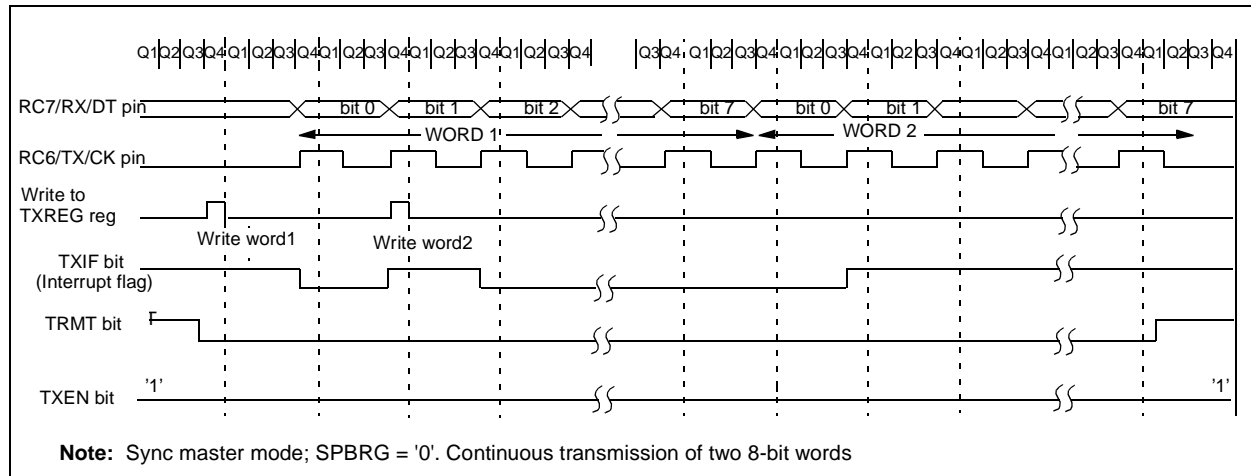 Q1 Q2 Q3 Q4 Q1 Q2 Q3 Q4 Q1 Q2 Q3 Q4 Q1 Q2 Q3 Q4 Q1 Q2 Q3 Q4 Q3 Q4 Q1 Q2 Q3 Q4 Q1 Q2 Q3 Q4 Q1 Q2 Q3 Q4 Q1 Q2 Q3 Q4 Q1 Q2 Q3 Q4 Q1 Q2 Q3 Q4
RC7/RX/DT pin bit 0 bit 1 bit 2 bit 7 bit 0 bit 1 bit 7
WORD 1 WORD 2
RC6/TX/CK pin
Write to
TXREG reg
Write word1 Write word2
TXIF bit
(Interrupt flag)
TRMT bit
TXEN bit '1' '1'
Note: Sync master mode; SPBRG = '0'. Continuous transmission of two 8-bit words